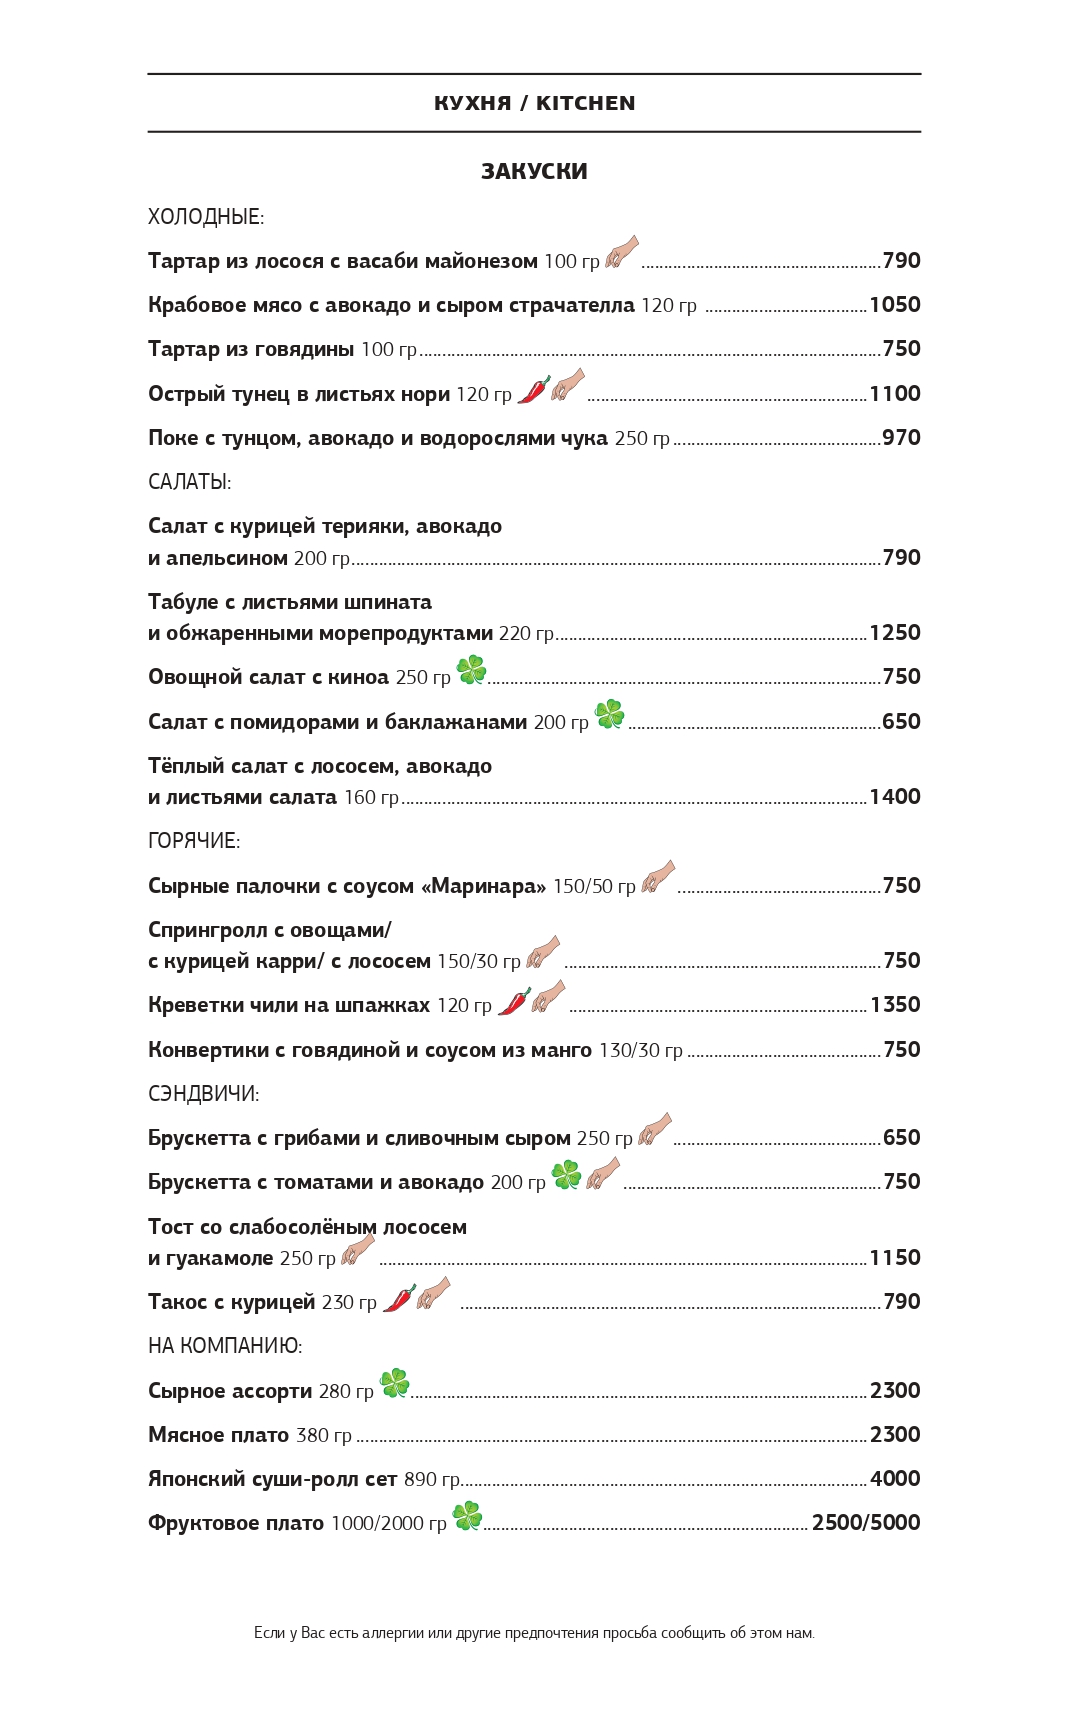 КУХНЯ / KITCHEN
ЗАКУСКИ
ХОЛОДНЫЕ:
Тартар из лосося с васаби майонезом 100 гр ........ 790
Крабовое мясо с авокадо и сыром страчателла 120 гр ........ 1050
Тартар из говядины 100 гр ........ 750
Острый тунец в листьях нори 120 гр ........ 1100
Поке с тунцом, авокадо и водорослями чука 250 гр ........ 970
САЛАТЫ:
Салат с курицей терияки, авокадо
и апельсином 200 гр ........ 790
Табуле с листьями шпината
и обжаренными морепродуктами 220 гр ........ 1250
Овощной салат с киноа 250 гр ........ 750
Салат с помидорами и баклажанами 200 гр ........ 650
Тёплый салат с лососем, авокадо
и листьями салата 160 гр ........ 1400
ГОРЯЧИЕ:
Сырные палочки с соусом «Маринара» 150/50 гр ........ 750
Спрингролл с овощами/
с курицей карри/ с лососем 150/30 гр ........ 750
Креветки чили на шпажках 120 гр ........ 1350
Конвертики с говядиной и соусом из манго 130/30 гр ........ 750
СЭНДВИЧИ:
Брускетта с грибами и сливочным сыром 250 гр ........ 650
Брускетта с томатами и авокадо 200 гр ........ 750
Тост со слабосолёным лососем
и гуакамоле 250 гр ........ 1150
Такос с курицей 230 гр ........ 790
НА КОМПАНИЮ:
Сырное ассорти 280 гр ........ 2300
Мясное плато 380 гр ........ 2300
Японский суши-ролл сет 890 гр ........ 4000
Фруктовое плато 1000/2000 гр ........ 2500/5000
Если у Вас есть аллергии или другие предпочтения просьба сообщить об этом нам.